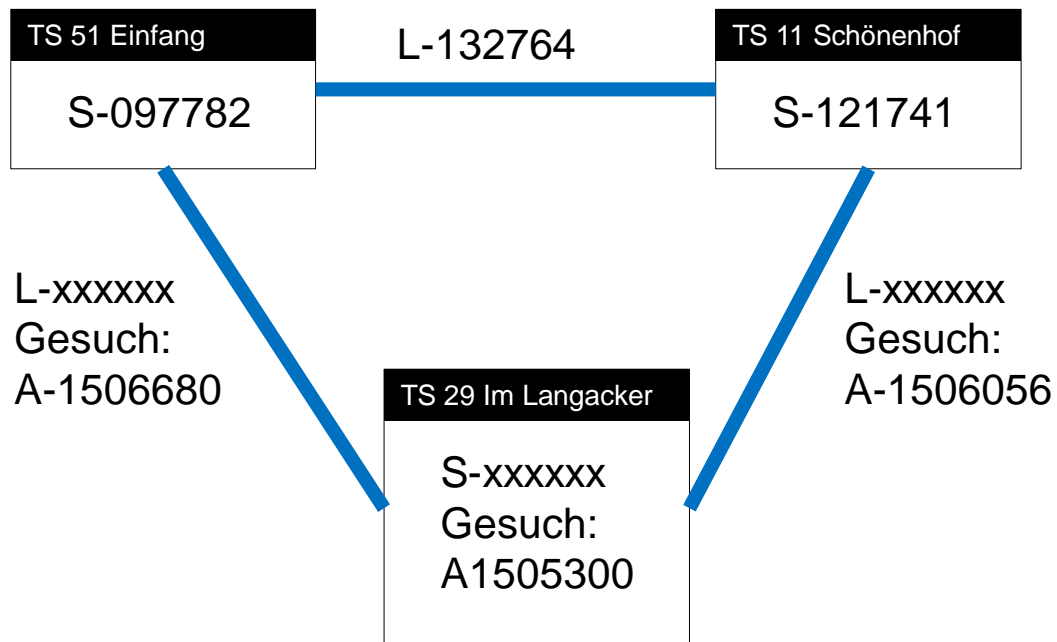 TS 51 Einfang
S-097782
L-132764
TS 11 Schönenhof
S-121741
L-xxxxxx
Gesuch:
A-1506680
L-xxxxxx
Gesuch:
A-1506056
TS 29 Im Langacker
S-xxxxxx
Gesuch:
A1505300